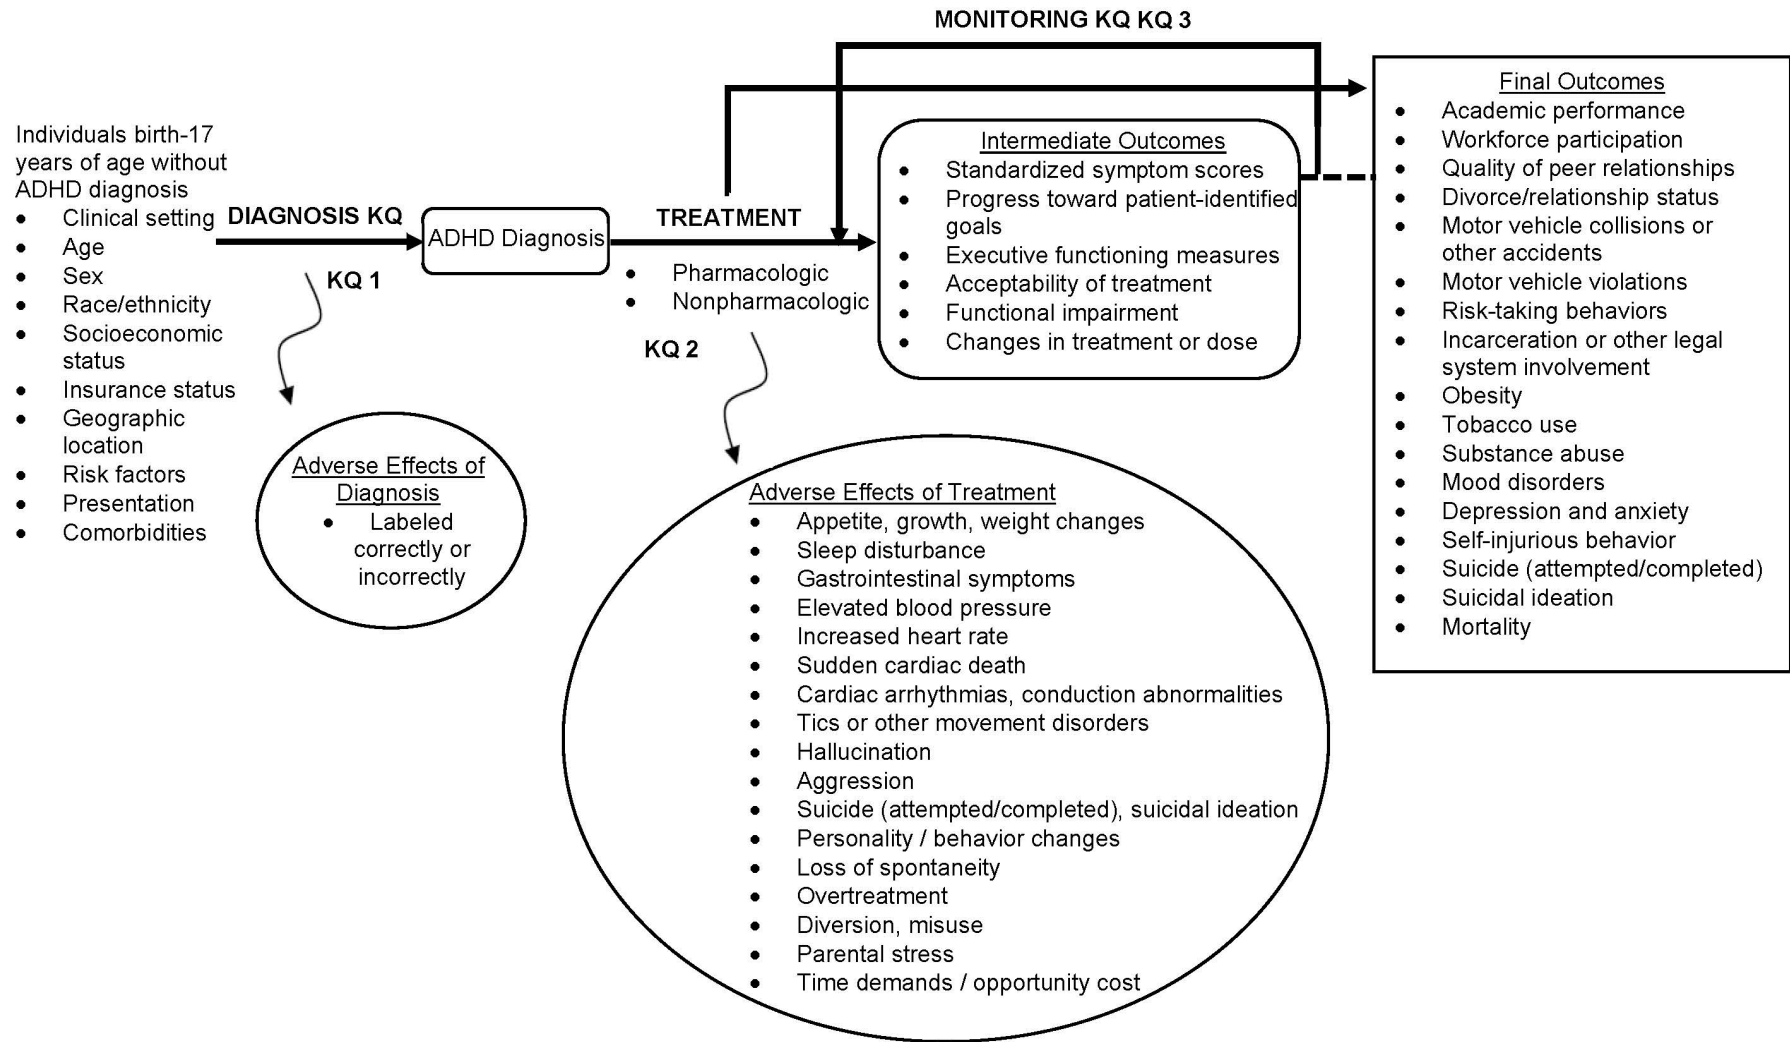 MONITORING KQ KQ 3
Individuals birth-17
years of age without
ADHD diagnosis
• Clinical setting
• Age
• Sex
• Race/ethnicity
• Socioeconomic
status
• Insurance status
• Geographic
location
• Risk factors
• Presentation
• Comorbidities
DIAGNOSIS KQ
KQ 1
Adverse Effects of
Diagnosis
• Labeled
correctly or
incorrectly
ADHD Diagnosis
TREATMENT
• Pharmacologic
• Nonpharmacologic
KQ 2
Adverse Effects of Treatment
• Appetite, growth, weight changes
• Sleep disturbance
• Gastrointestinal symptoms
• Elevated blood pressure
• Increased heart rate
• Sudden cardiac death
• Cardiac arrhythmias, conduction abnormalities
• Tics or other movement disorders
• Hallucination
• Aggression
• Suicide (attempted/completed), suicidal ideation
• Personality / behavior changes
• Loss of spontaneity
• Overtreatment
• Diversion, misuse
• Parental stress
• Time demands / opportunity cost
Intermediate Outcomes
• Standardized symptom scores
• Progress toward patient-identified
goals
• Executive functioning measures
• Acceptability of treatment
• Functional impairment
• Changes in treatment or dose
Final Outcomes
• Academic performance
• Workforce participation
• Quality of peer relationships
• Divorce/relationship status
• Motor vehicle collisions or
other accidents
• Motor vehicle violations
• Risk-taking behaviors
• Incarceration or other legal
system involvement
• Obesity
• Tobacco use
• Substance abuse
• Mood disorders
• Depression and anxiety
• Self-injurious behavior
• Suicide (attempted/completed)
• Suicidal ideation
• Mortality